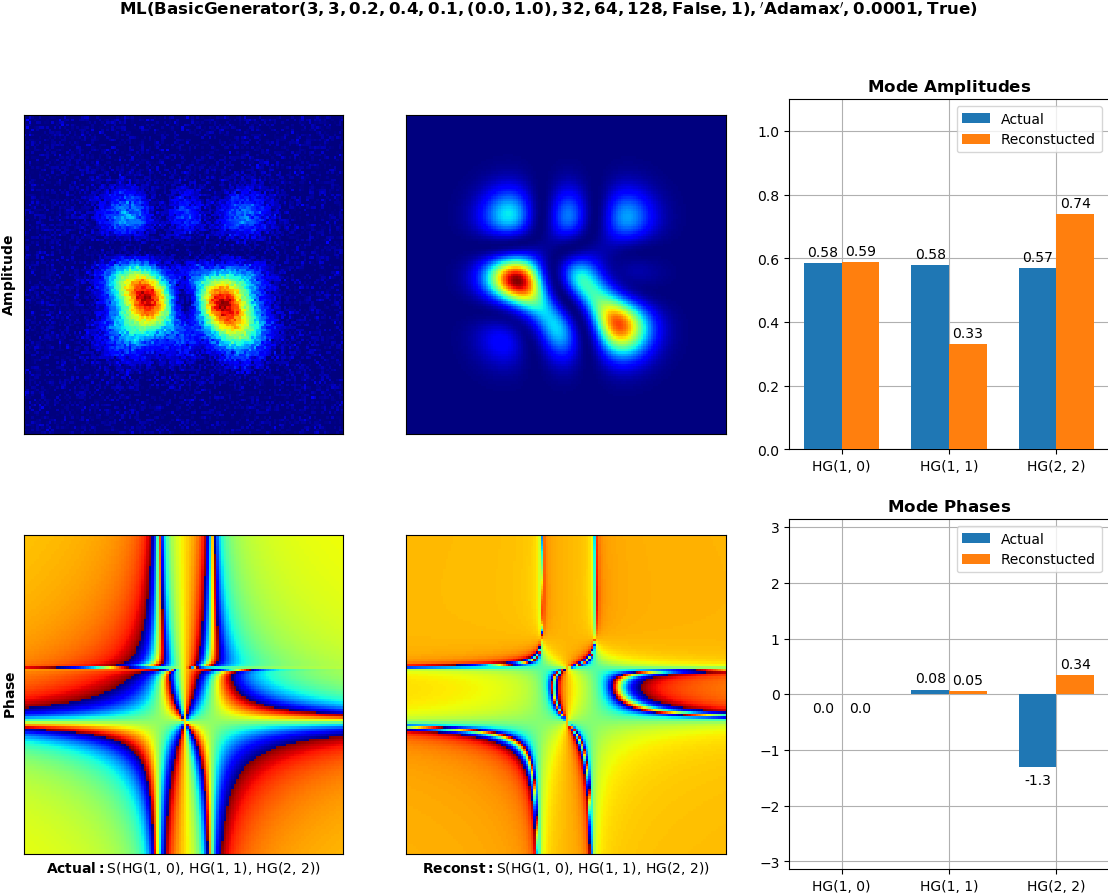 ML(BasicGenerator(3, 3, 0.2, 0.4, 0.1, (0.0, 1.0), 32, 64, 128, False, 1), 'Adamax', 0.0001, True)
Amplitude
Mode Amplitudes
Actual
Reconstucted
1.0
0.8
0.6
0.4
0.2
0.0
0.58
0.59
0.58
0.33
0.57
0.74
HG(1, 0)
HG(1, 1)
HG(2, 2)
Phase
Actual: S(HG(1, 0), HG(1, 1), HG(2, 2))
Reconst: S(HG(1, 0), HG(1, 1), HG(2, 2))
Mode Phases
Actual
Reconstucted
3
2
1
0
−1
−2
−3
0.0
0.0
0.08
0.05
-1.3
0.34
HG(1, 0)
HG(1, 1)
HG(2, 2)